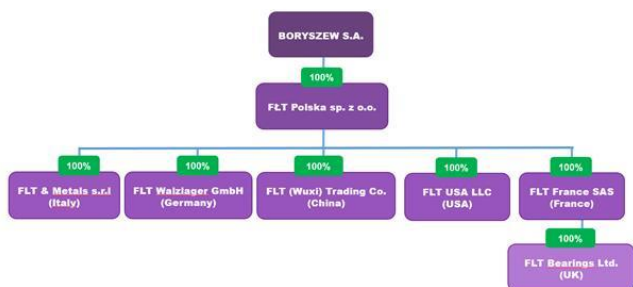 BORYSZEW S.A.
100%
FŁT Polska sp. z o.o.
100%
100%
100%
100%
100%
FLT & Metals s.r.l
(Italy)
FLT Walzlager GmbH
(Germany)
FLT (Wuxi) Trading Co.
(China)
FLT USA LLC
(USA)
FLT France SAS
(France)
100%
FLT Bearings Ltd.
(UK)